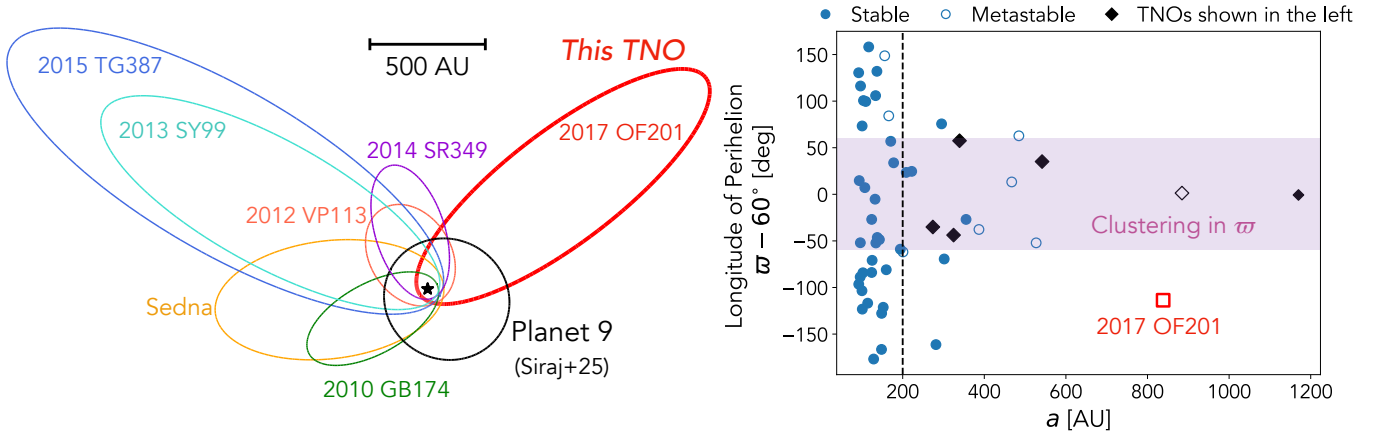 2015 TG387
2013 SY99
2014 SR349
2012 VP113
Sedna
2010 GB174
500 AU
This TNO
2017 OF201
Planet 9
(Siraj+25)
Stable
Metastable
TNOs shown in the left
Longitude of Perihelion
ϖ − 60° [deg]
150
100
50
0
−50
−100
−150
Clustering in ϖ
2017 OF201
200
400
600
800
1000
1200
a [AU]